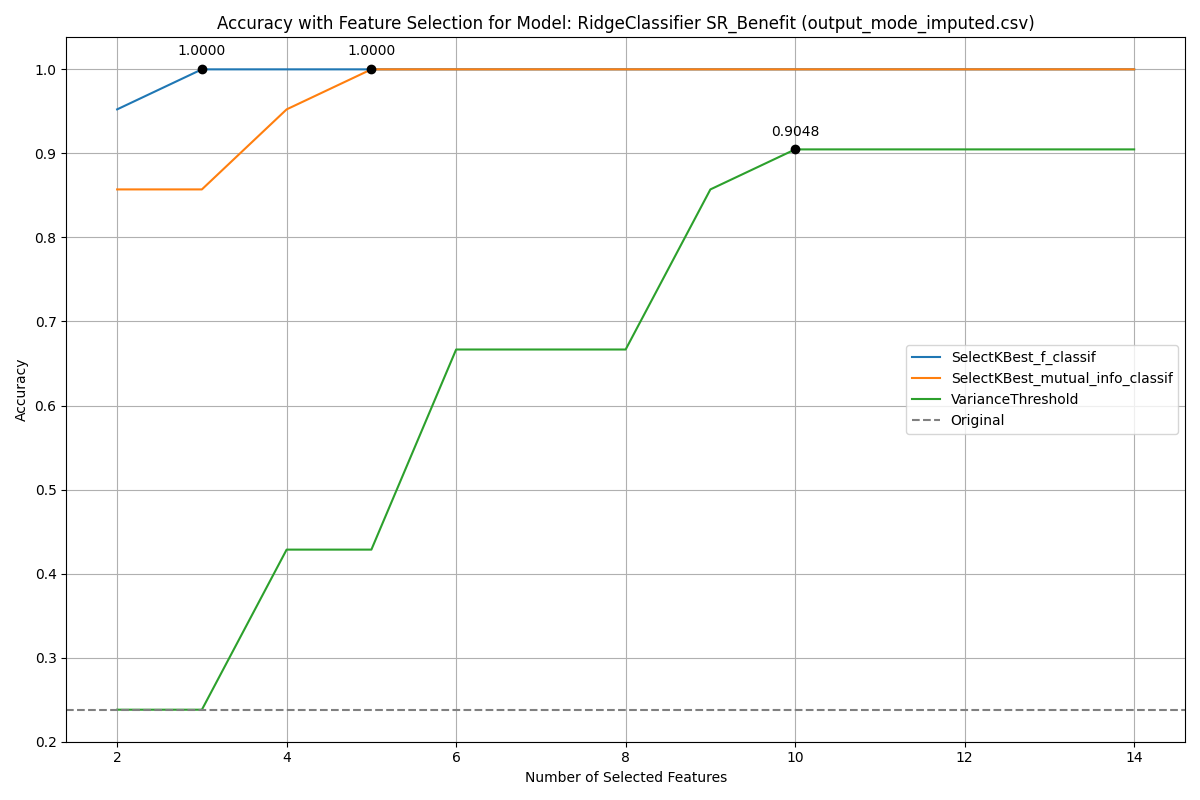 Accuracy with Feature Selection for Model: RidgeClassifier SR_Benefit (output_mode_imputed.csv)
1.0000 1.0000
1.0
0.9048
0.9
0.8
0.7
0.6
0.5
0.4
0.3
0.2
Accuracy
SelectKBest_f_classif
SelectKBest_mutual_info_classif
VarianceThreshold
Original
2 4 6 8 10 12 14
Number of Selected Features